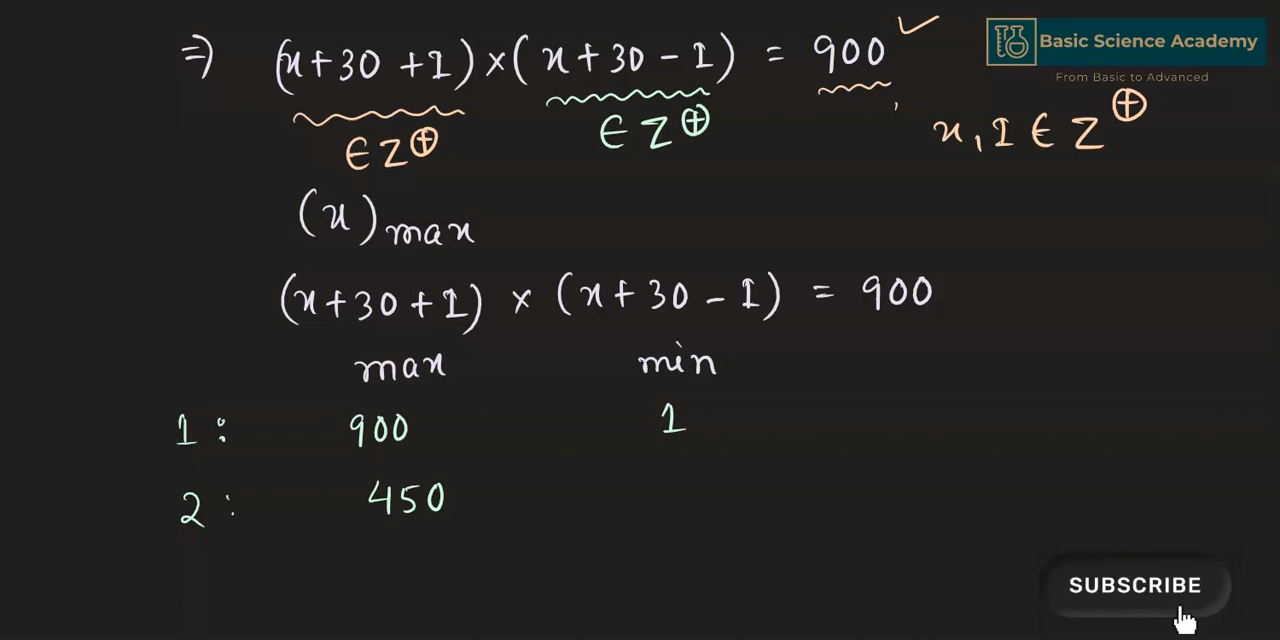 ⇒ (x+30+I)×(x+30-I) = 900 ✓
Basic Science Academy
From Basic to Advanced
∈ Z⊕ ∈ Z⊕ , x, I ∈ Z⊕
(x)max
(x+30+I) × (x+30-I) = 900
max min
1: 900 1
2: 450
SUBSCRIBE